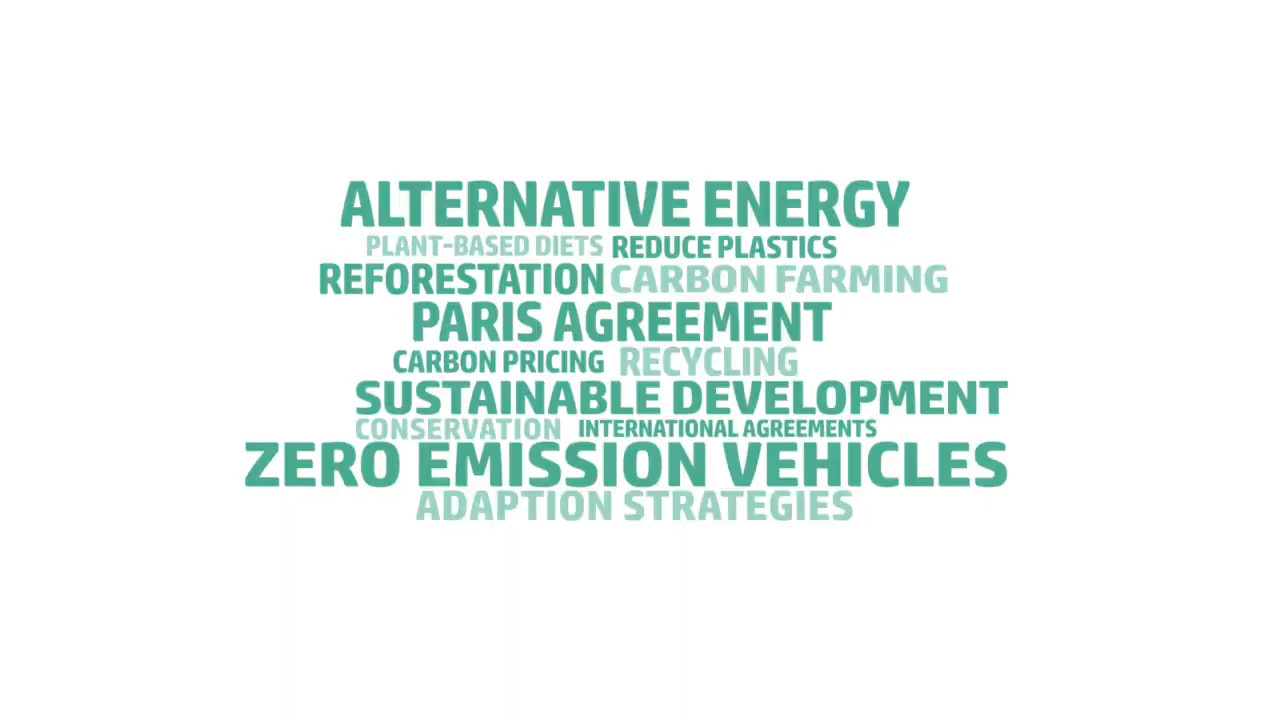 ALTERNATIVE ENERGY
PLANT-BASED DIETS REDUCE PLASTICS
REFORESTATION CARBON FARMING
PARIS AGREEMENT
CARBON PRICING RECYCLING
SUSTAINABLE DEVELOPMENT
CONSERVATION INTERNATIONAL AGREEMENTS
ZERO EMISSION VEHICLES
ADAPTION STRATEGIES